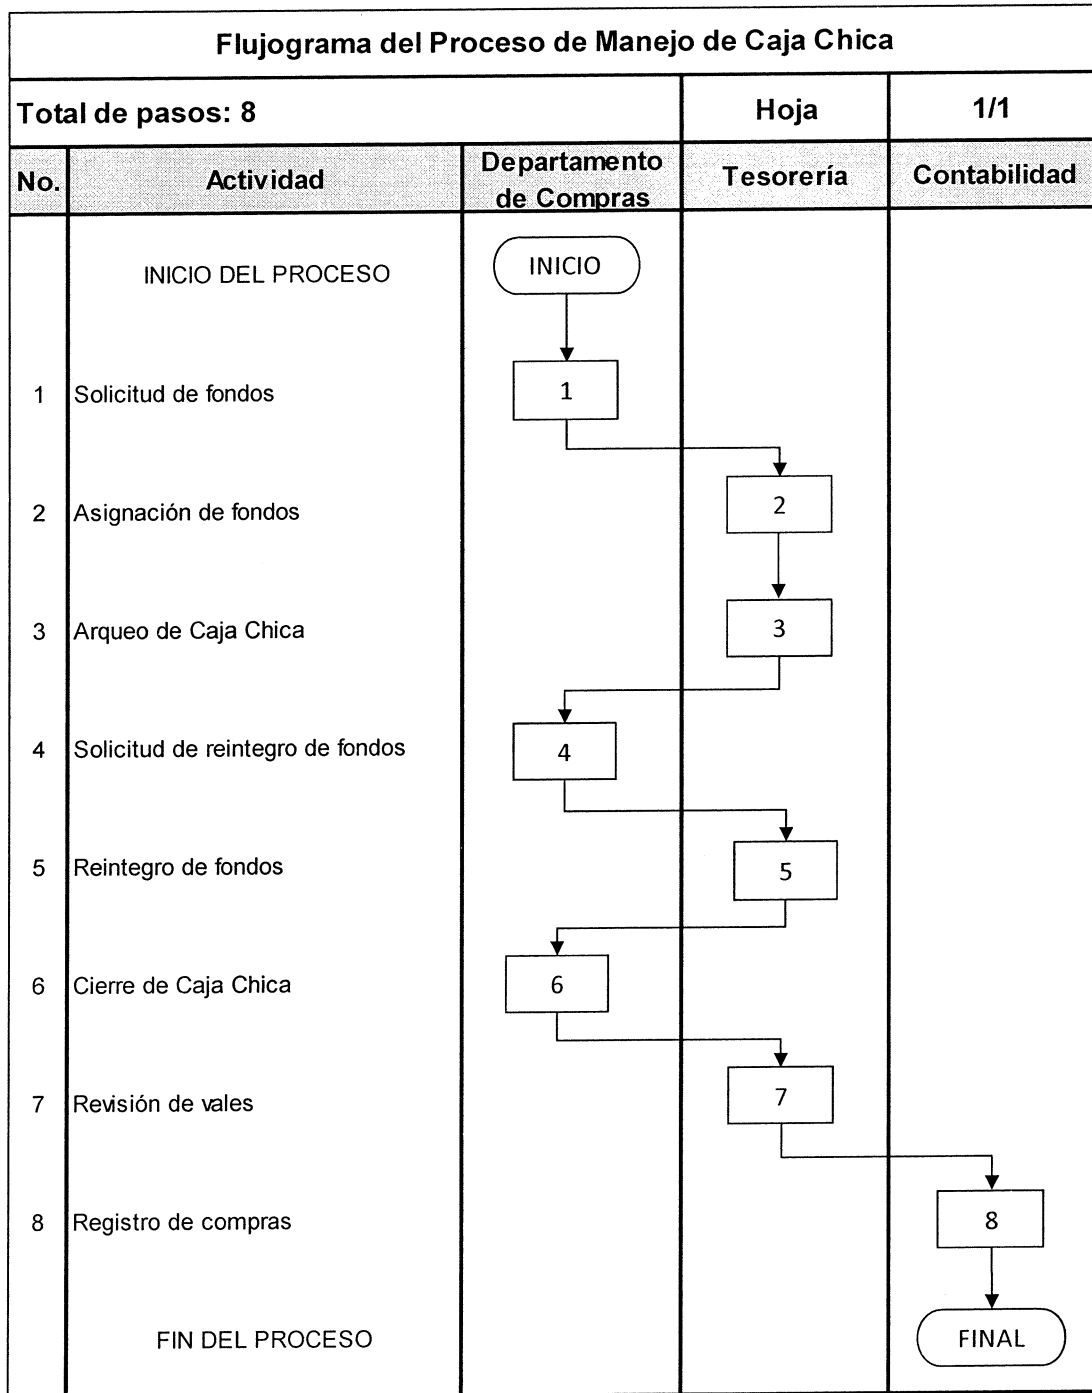 Flujograma del Proceso de Manejo de Caja Chica
Total de pasos: 8 Hoja 1/1
No. Actividad Departamento de Compras Tesorería Contabilidad
INICIO DEL PROCESO INICIO
1 Solicitud de fondos 1
2 Asignación de fondos 2
3 Arqueo de Caja Chica 3
4 Solicitud de reintegro de fondos 4
5 Reintegro de fondos 5
6 Cierre de Caja Chica 6
7 Revisión de vales 7
8 Registro de compras 8
FIN DEL PROCESO FINAL